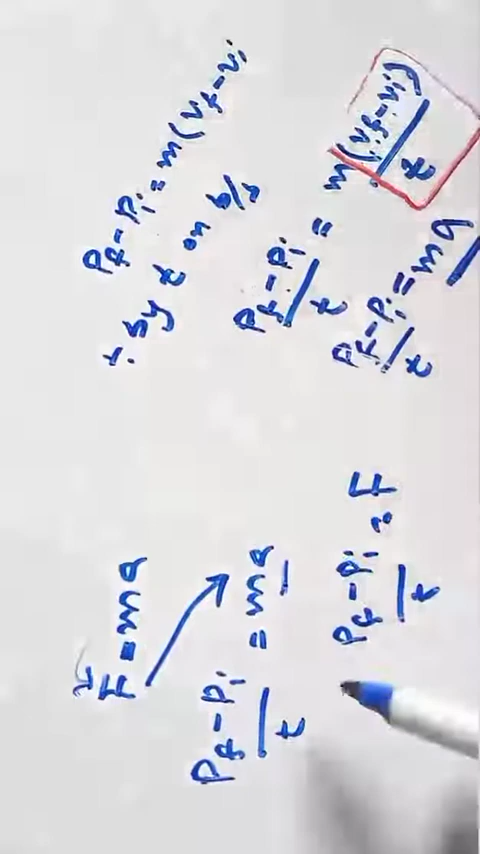 Pf - Pi = m(vf - vi
÷ by t on b/s
Pf - Pi / t = m (vf - vi) / t
Pf - Pi / t = ma
F = ma
Pf - Pi / t = ma
Pf - Pi / t = F